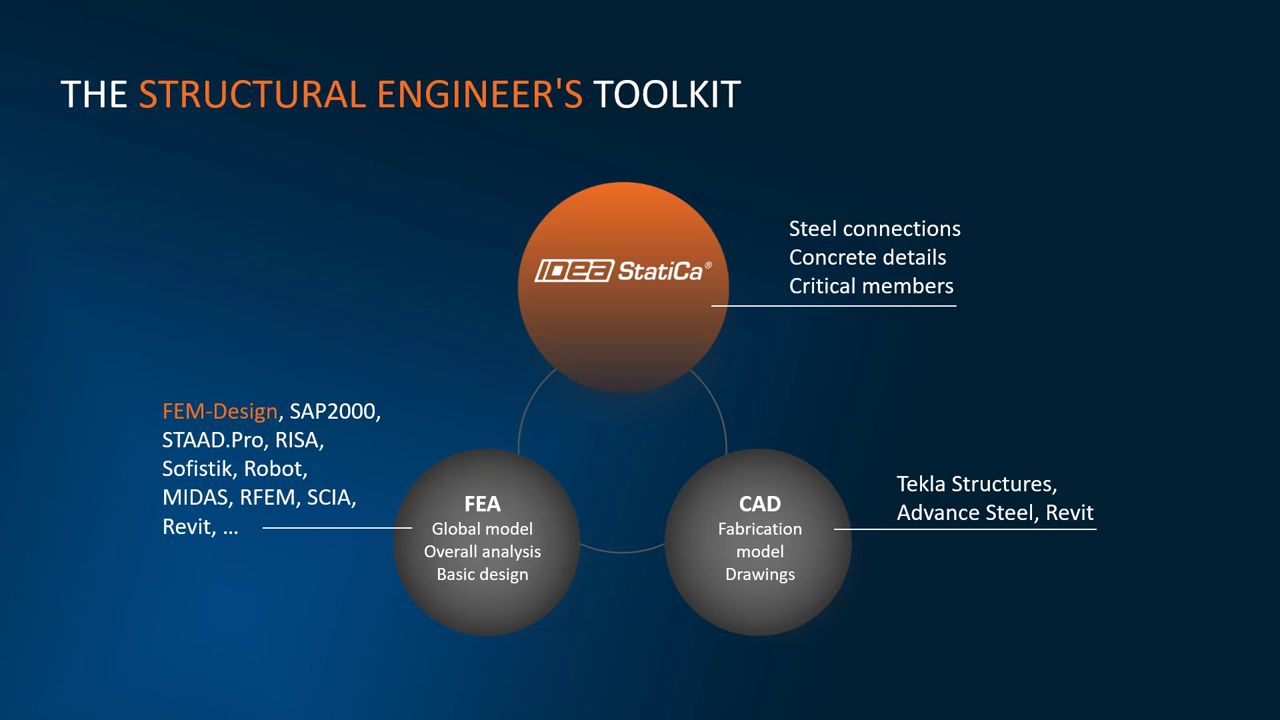 THE STRUCTURAL ENGINEER'S TOOLKIT
IDEA StatiCa®
Steel connections
Concrete details
Critical members
FEM-Design, SAP2000,
STAAD.Pro, RISA,
Sofistik, Robot,
MIDAS, RFEM, SCIA,
Revit, ...
FEA
Global model
Overall analysis
Basic design
CAD
Fabrication
model
Drawings
Tekla Structures,
Advance Steel, Revit